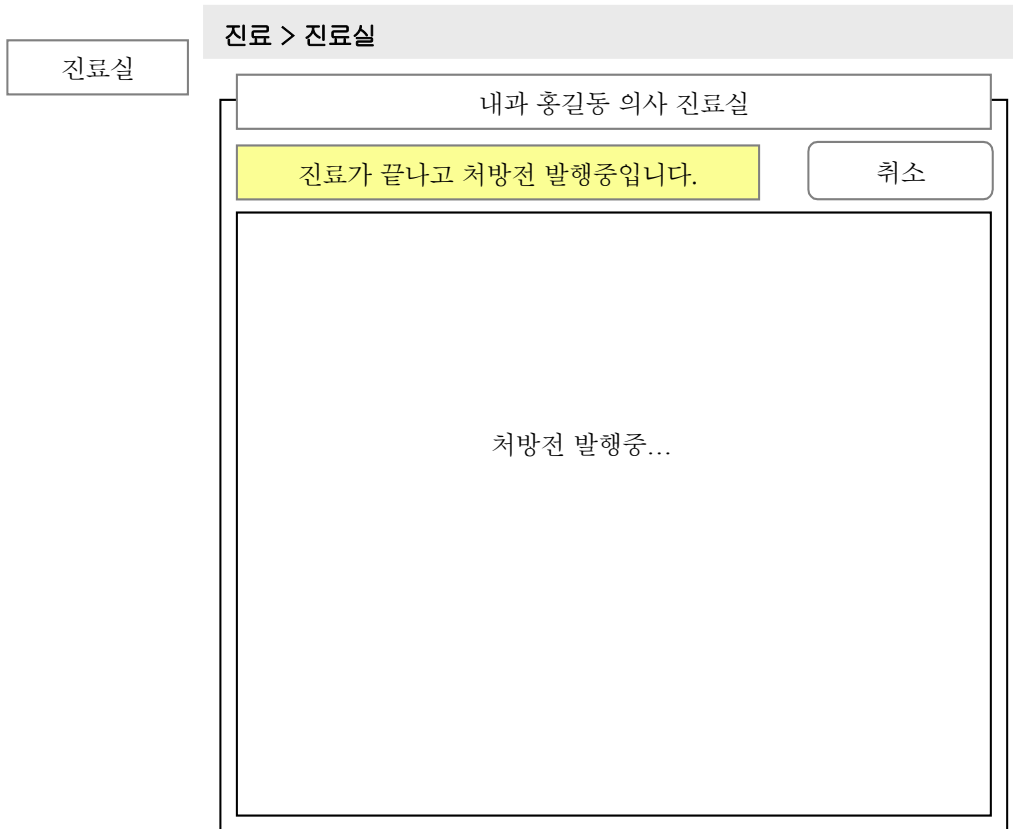 진료 > 진료실
진료실
내과 홍길동 의사 진료실
진료가 끝나고 처방전 발행중입니다.
취소
처방전 발행중...